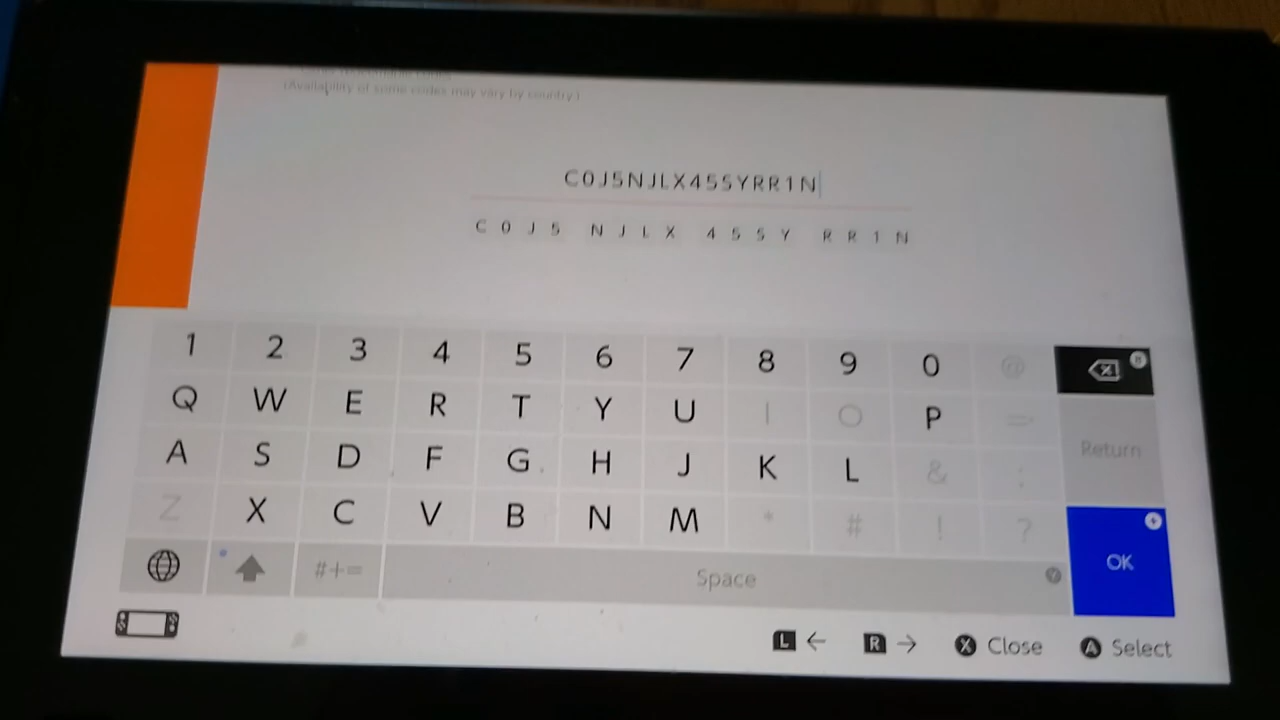 (Availability of some codes may vary by country.)
C0J5NJLX455YRR1N
C 0 J 5 N J L X 4 5 5 Y R R 1 N
1 2 3 4 5 6 7 8 9 0 @
Q W E R T Y U I O P =
A S D F G H J K L & :
Z X C V B N M * # ! ?
#+= Space Y
Return
+ OK
L ← R → X Close A Select